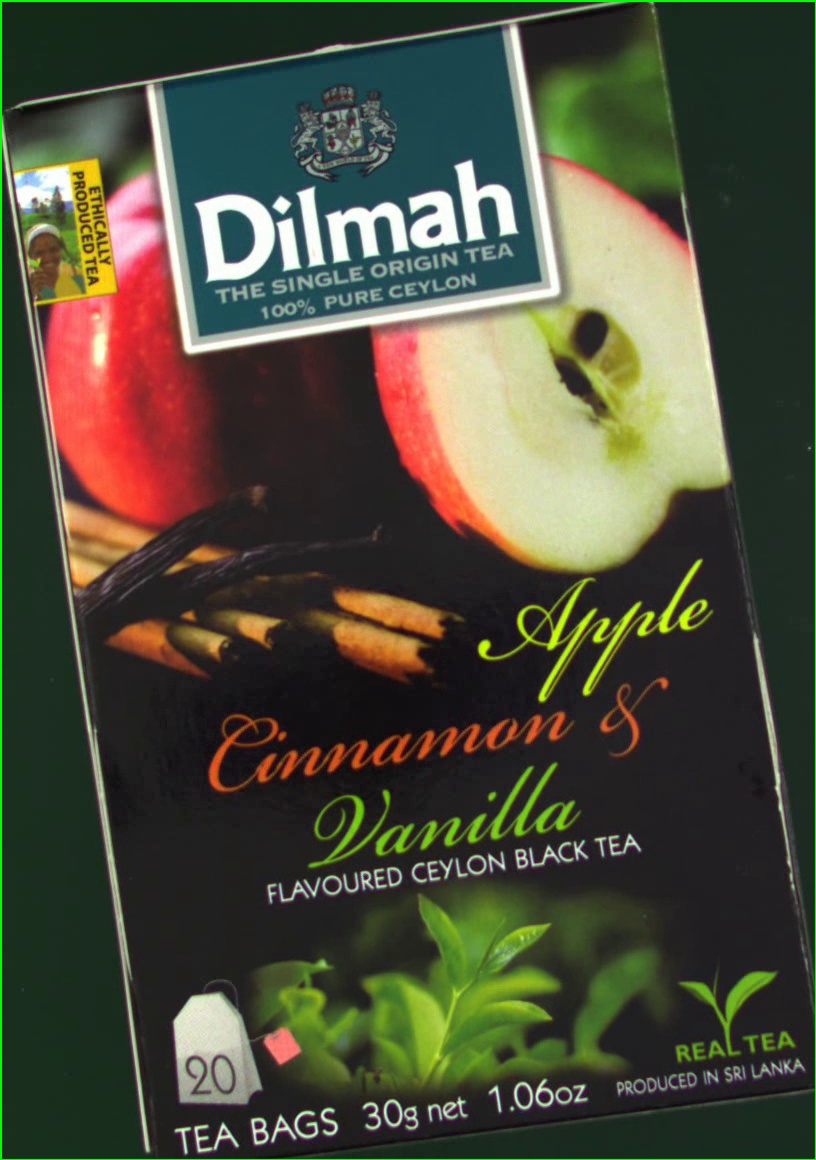 Dilmah
THE SINGLE ORIGIN TEA
100% PURE CEYLON
ETHICALLY
PRODUCED TEA
Apple
Cinnamon &
Vanilla
FLAVOURED CEYLON BLACK TEA
20
TEA BAGS 30g net 1.06oz
REAL TEA
PRODUCED IN SRI LANKA